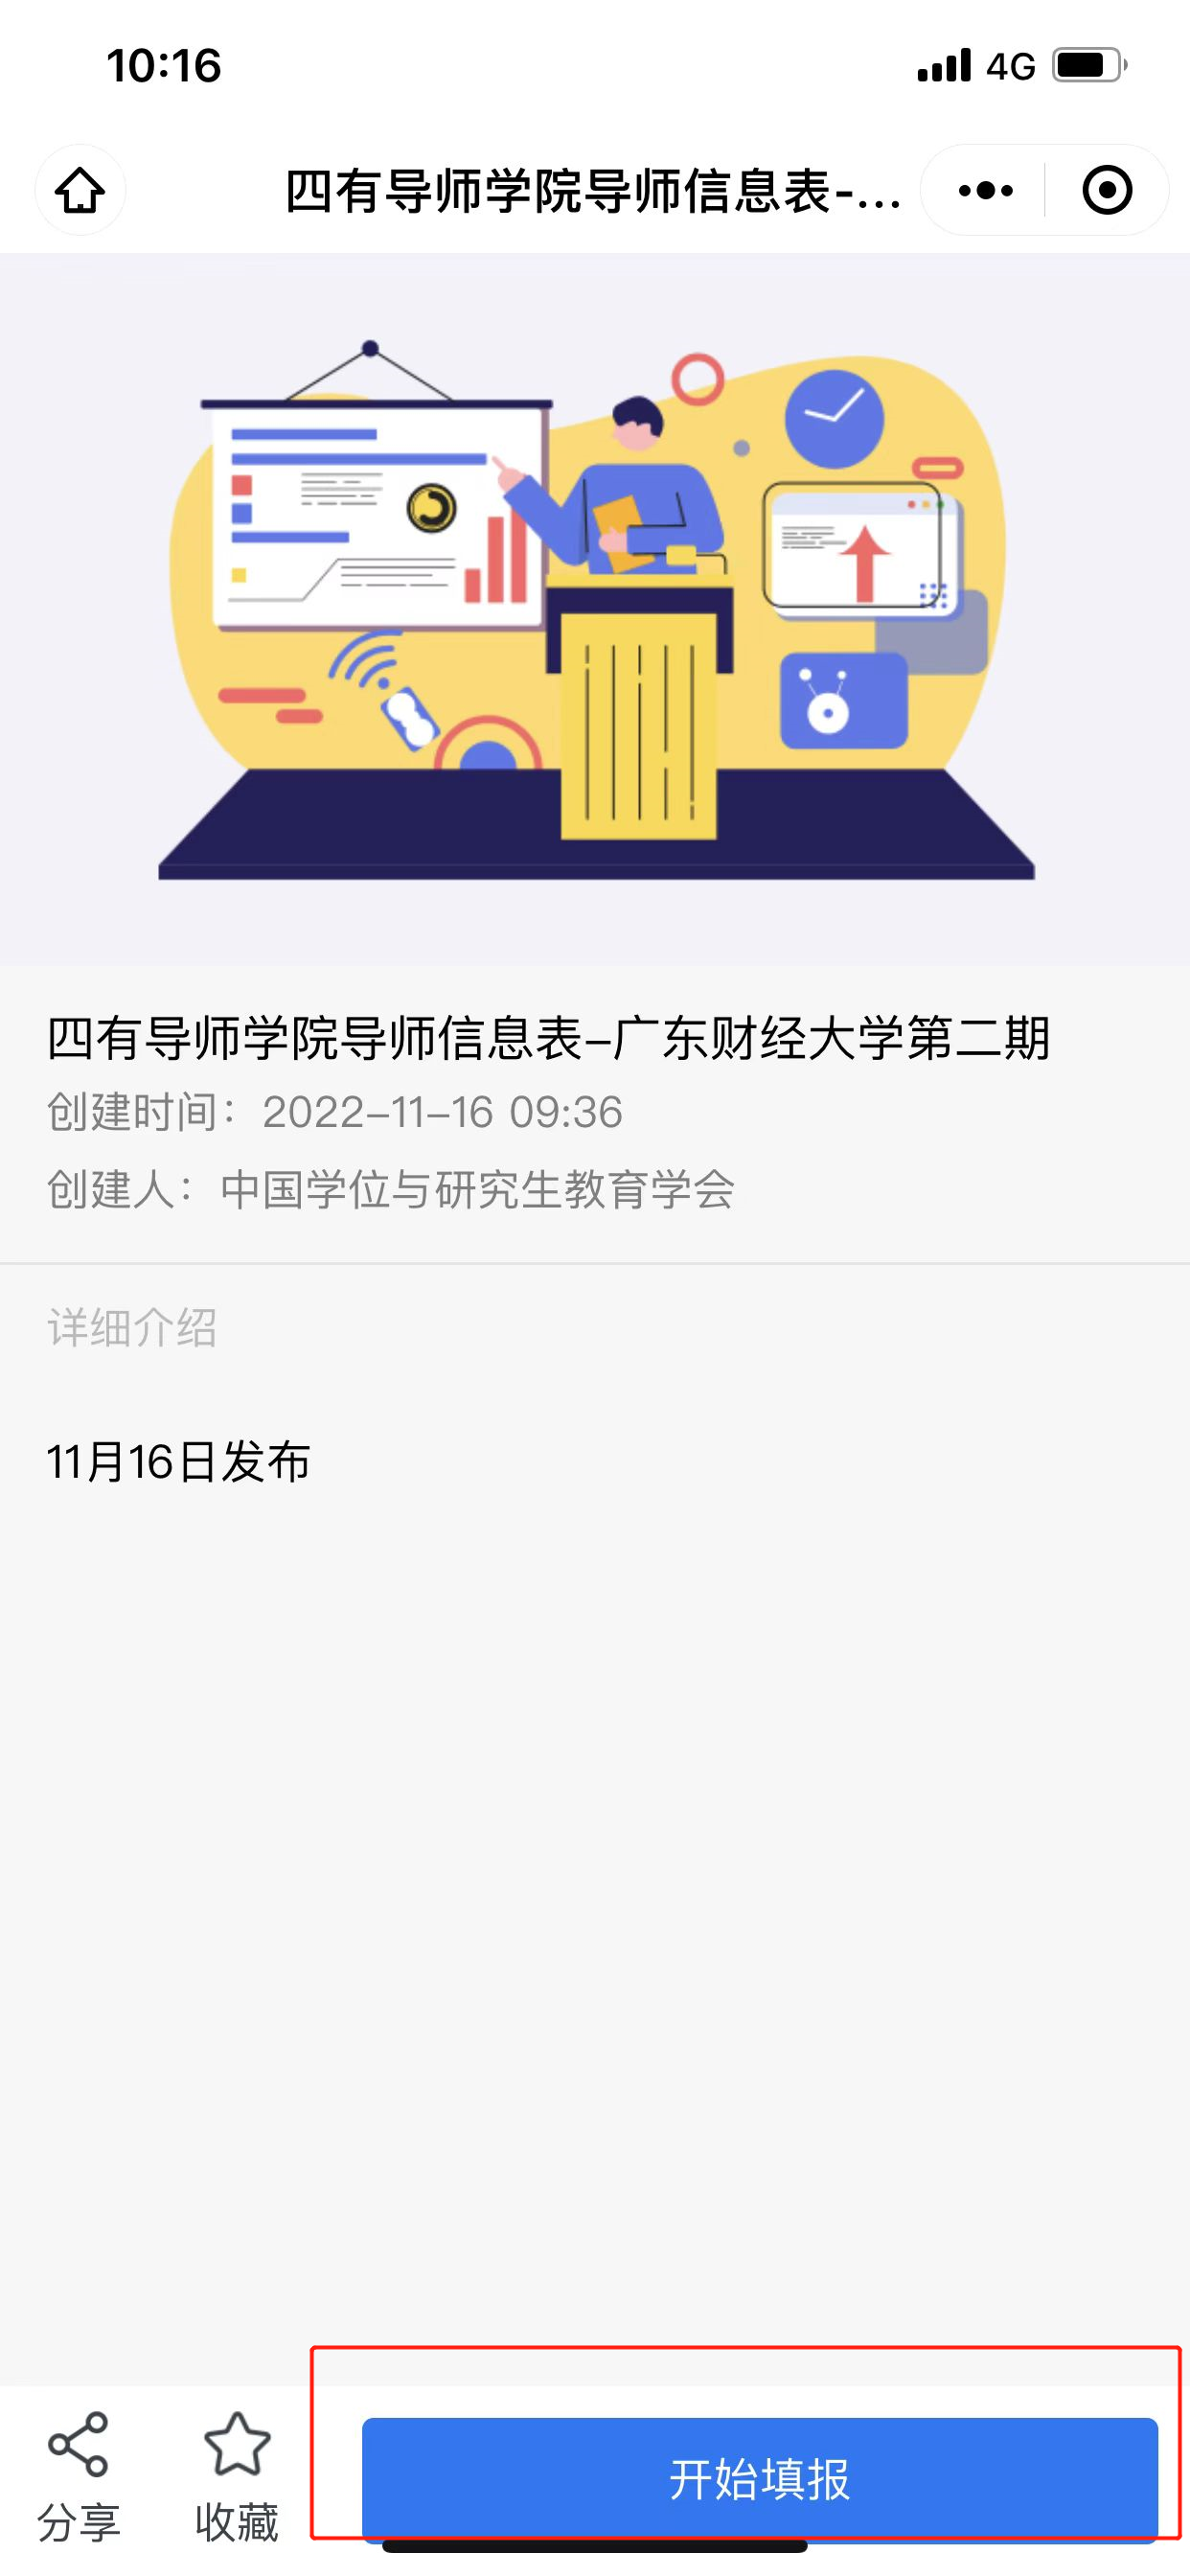 10:16
4G
四有导师学院导师信息表-...
四有导师学院导师信息表-广东财经大学第二期
创建时间：2022-11-16 09:36
创建人：中国学位与研究生教育学会
详细介绍
11月16日发布
分享
收藏
开始填报